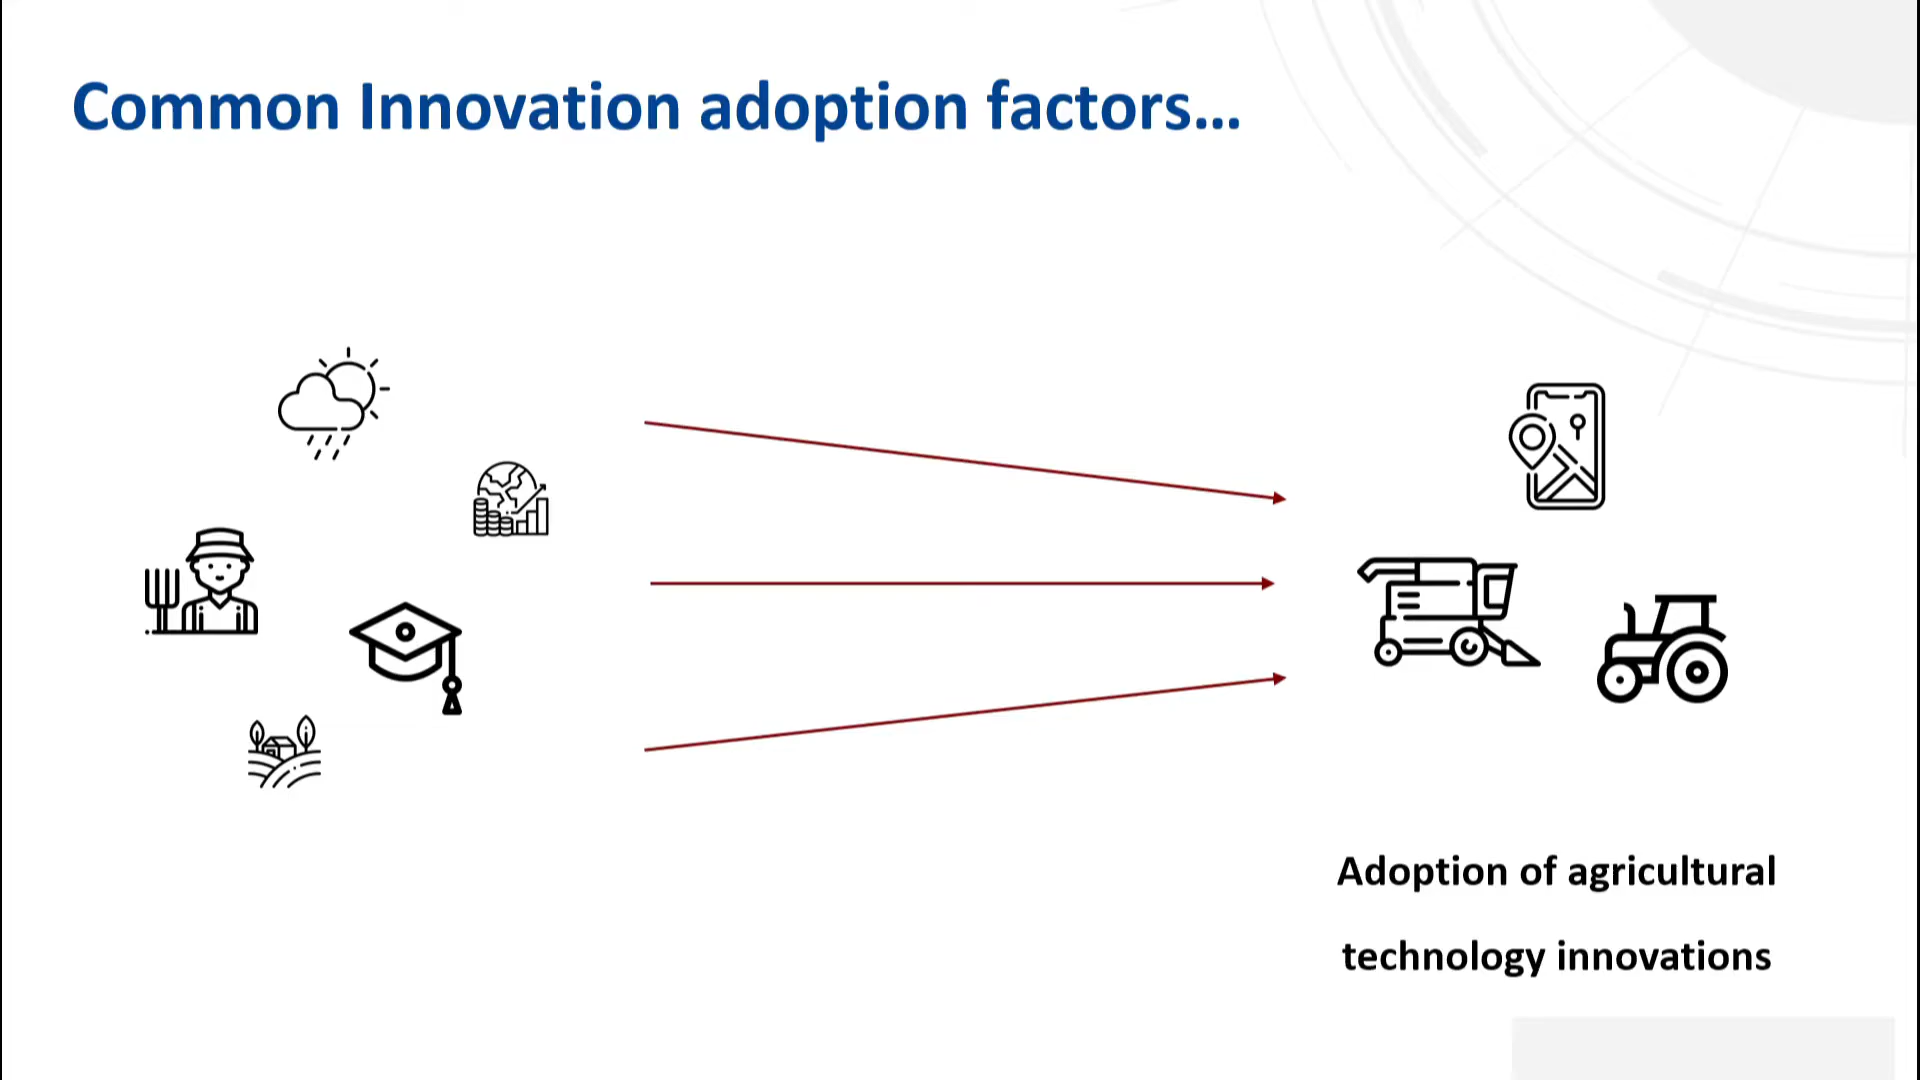 Common Innovation adoption factors...
Adoption of agricultural
technology innovations